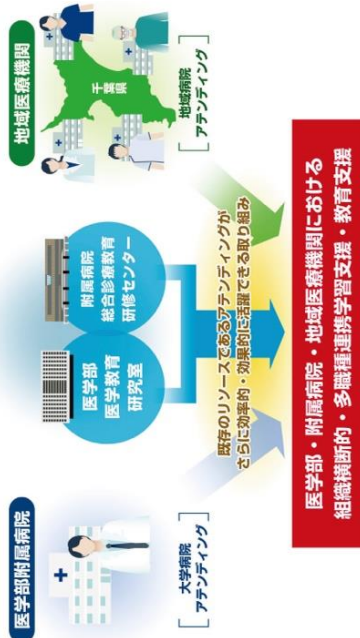 医学部附属病院
大学病院
アテンディング
医学部
医学教育
研究室
附属病院
総合診療教育
研修センター
地域医療機関
千葉県
地域病院
アテンディング
既存のリソースであるアテンディングが
さらに効率的・効果的に活躍できる取り組み
医学部・附属病院・地域医療機関における
組織横断的・多職種連携学習支援・教育支援